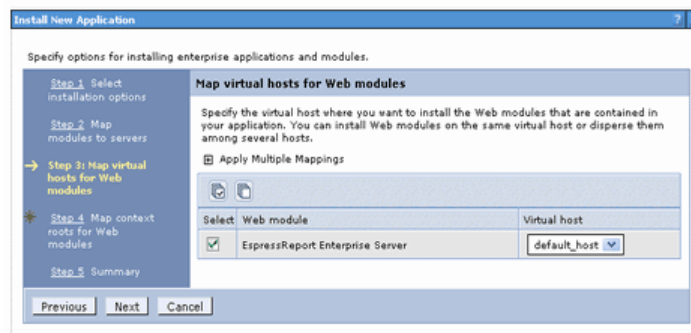 Install New Application
?
Specify options for installing enterprise applications and modules.
Step 1 Select
installation options
Step 2 Map
modules to servers
Step 3: Map virtual
hosts for Web
modules
Step 4 Map context
roots for Web
modules
Step 5 Summary
Map virtual hosts for Web modules
Specify the virtual host where you want to install the Web modules that are contained in
your application. You can install Web modules on the same virtual host or disperse them
among several hosts.
Apply Multiple Mappings
Select Web module Virtual host
EspressReport Enterprise Server default_host
Previous Next Cancel